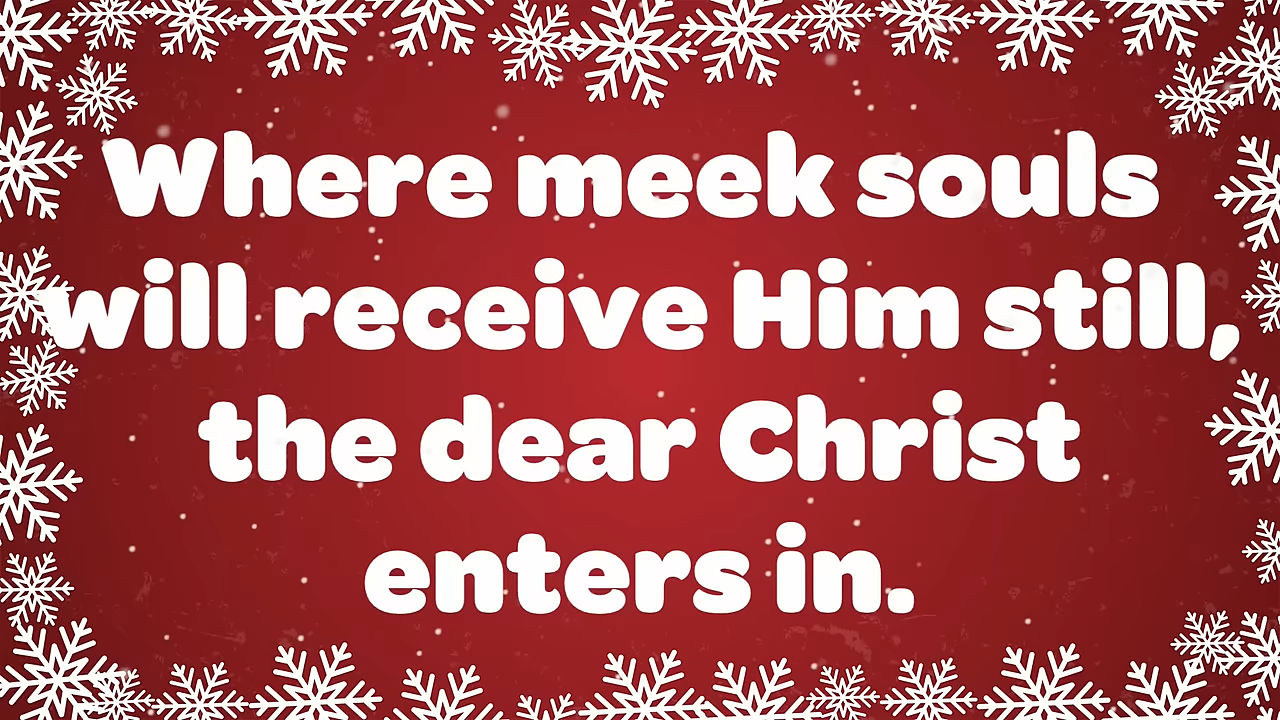 Where meek souls
will receive Him still,
the dear Christ
enters in.